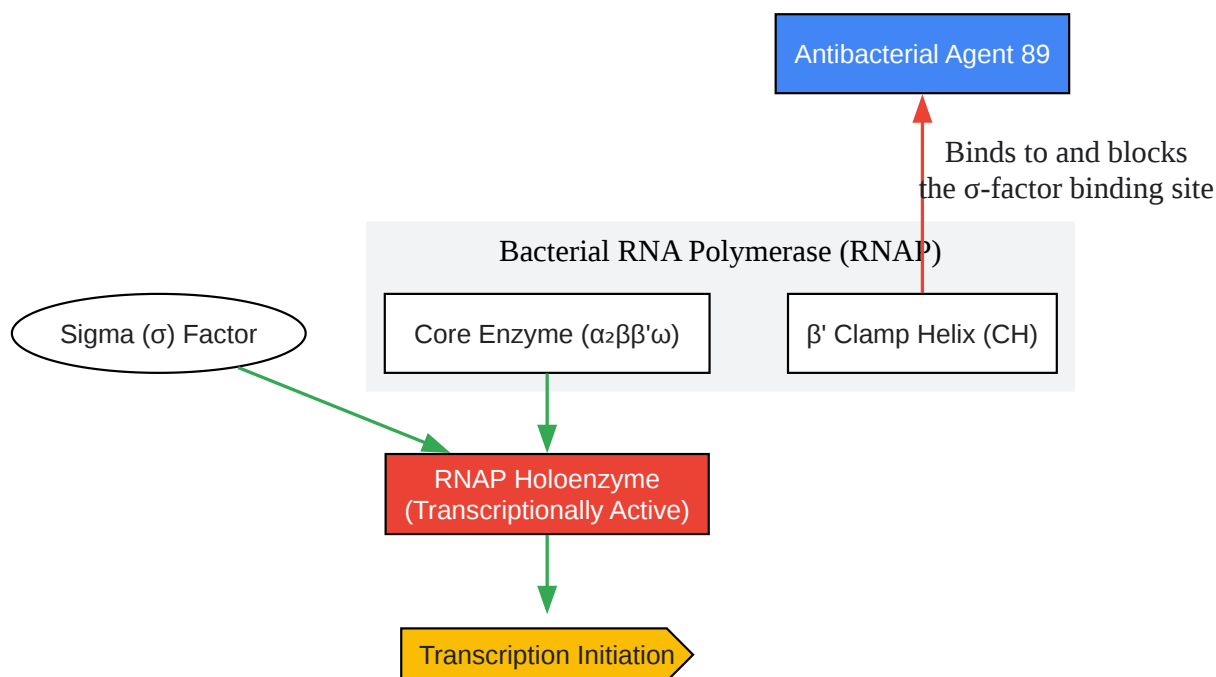 Antibacterial Agent 89
Binds to and blocks
the σ-factor binding site
Bacterial RNA Polymerase (RNAP)
Sigma (σ) Factor
Core Enzyme (α₂ββ'ω)
β' Clamp Helix (CH)
RNAP Holoenzyme
(Transcriptionally Active)
Transcription Initiation